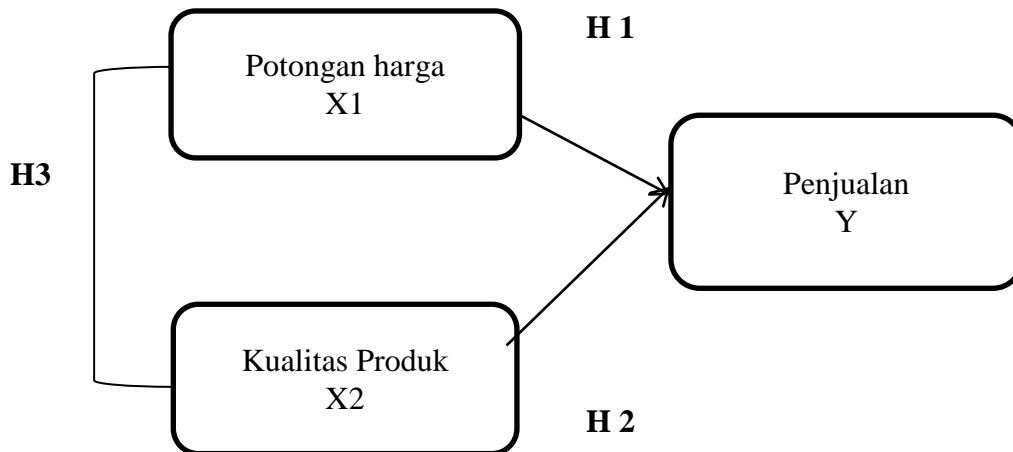 H 1
Potongan harga
X1
H3
Penjualan
Y
Kualitas Produk
X2
H 2